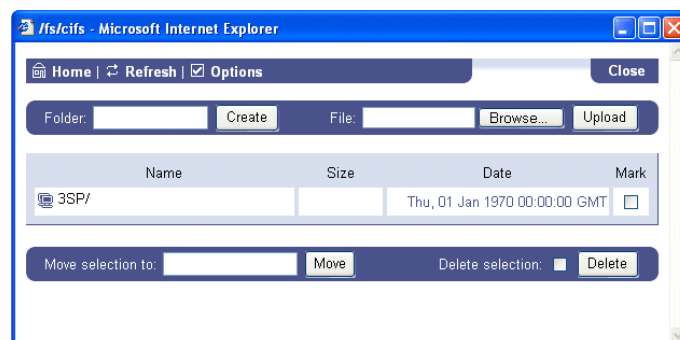 /fs/cifs - Microsoft Internet Explorer
Home | Refresh | Options Close
Folder: Create File: Browse... Upload
Name Size Date Mark
3SP/ Thu, 01 Jan 1970 00:00:00 GMT
Move selection to: Move Delete selection: Delete